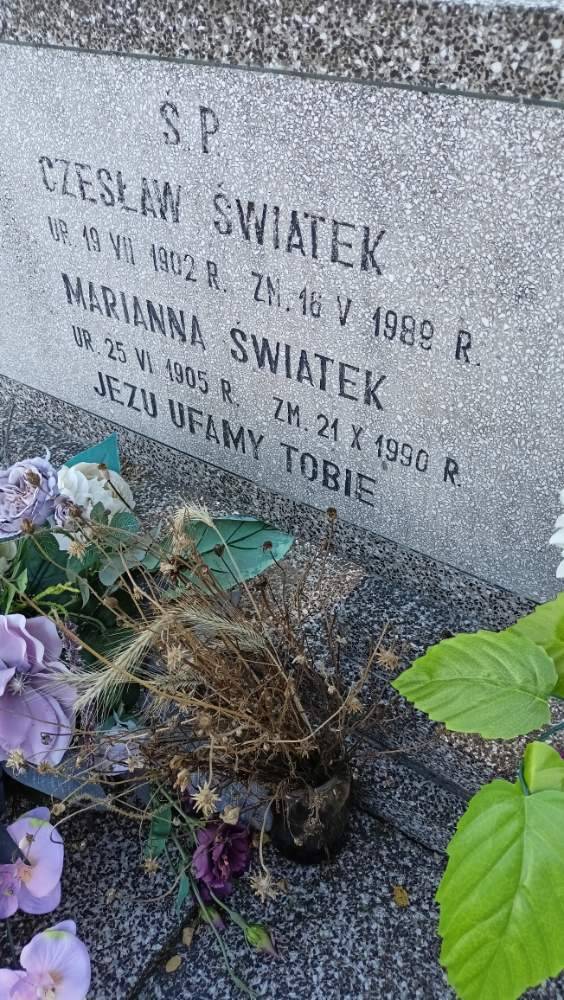 Ś. P.
CZESŁAW ŚWIATEK
UR. 19 VII 1902 R. ZM. 16 V 1989 R.
MARIANNA ŚWIATEK
UR. 25 VI 1905 R. ZM. 21 X 1990 R.
JEZU UFAMY TOBIE